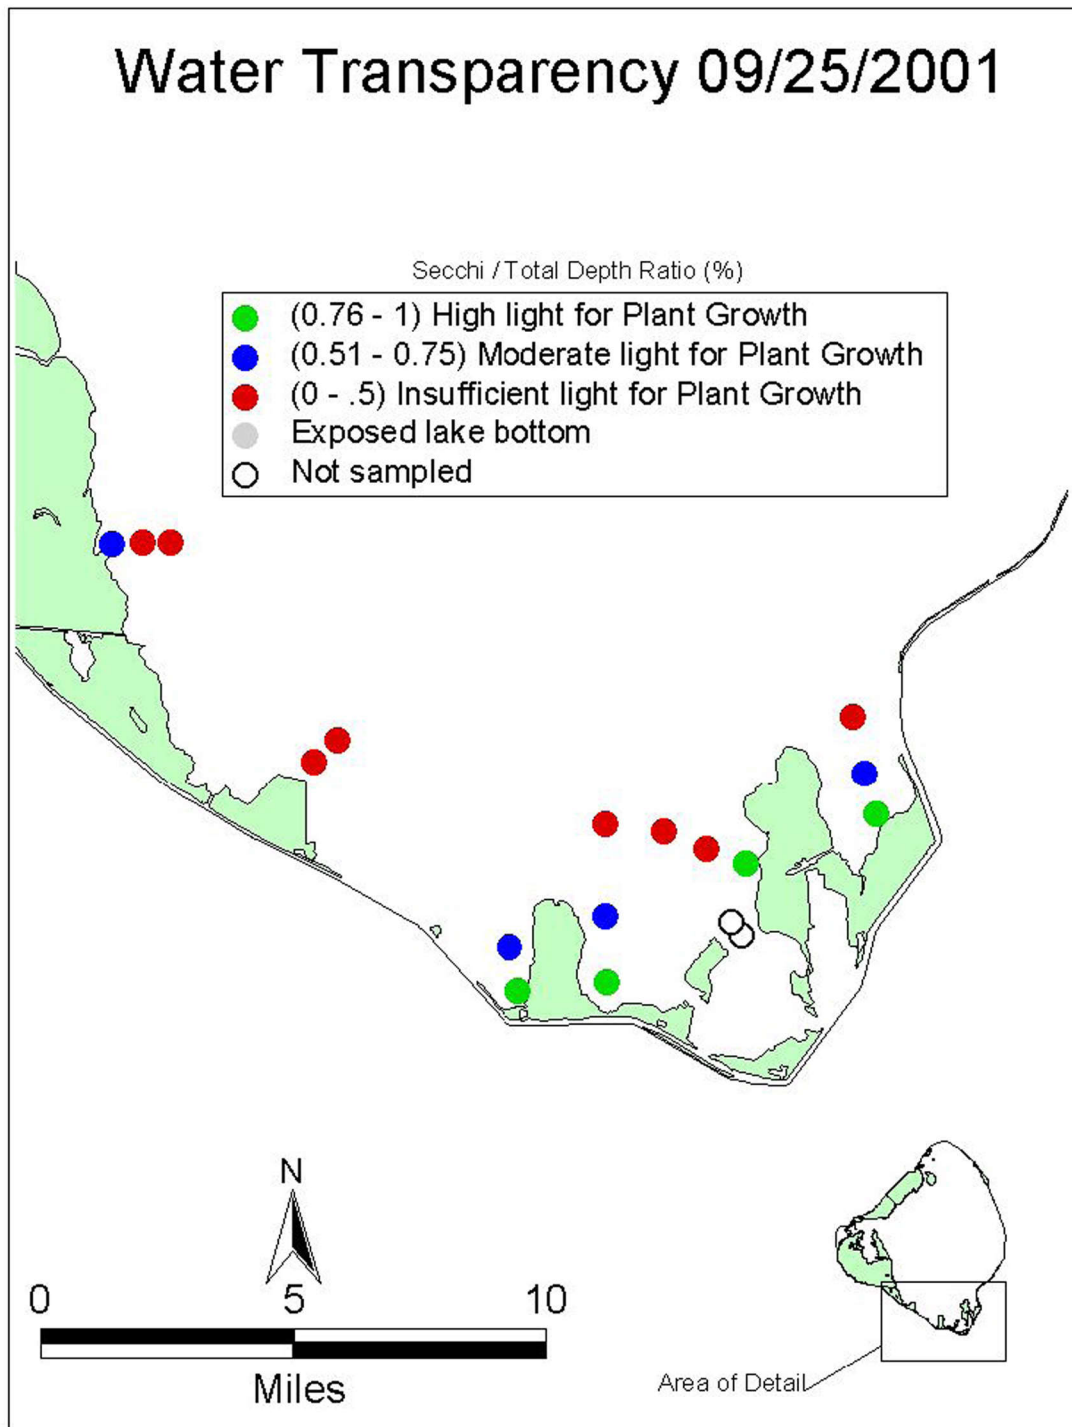 Water Transparency 09/25/2001
Secchi / Total Depth Ratio (%)
(0.76 - 1) High light for Plant Growth
(0.51 - 0.75) Moderate light for Plant Growth
(0 - .5) Insufficient light for Plant Growth
Exposed lake bottom
Not sampled
N
0 5 10
Miles
Area of Detail